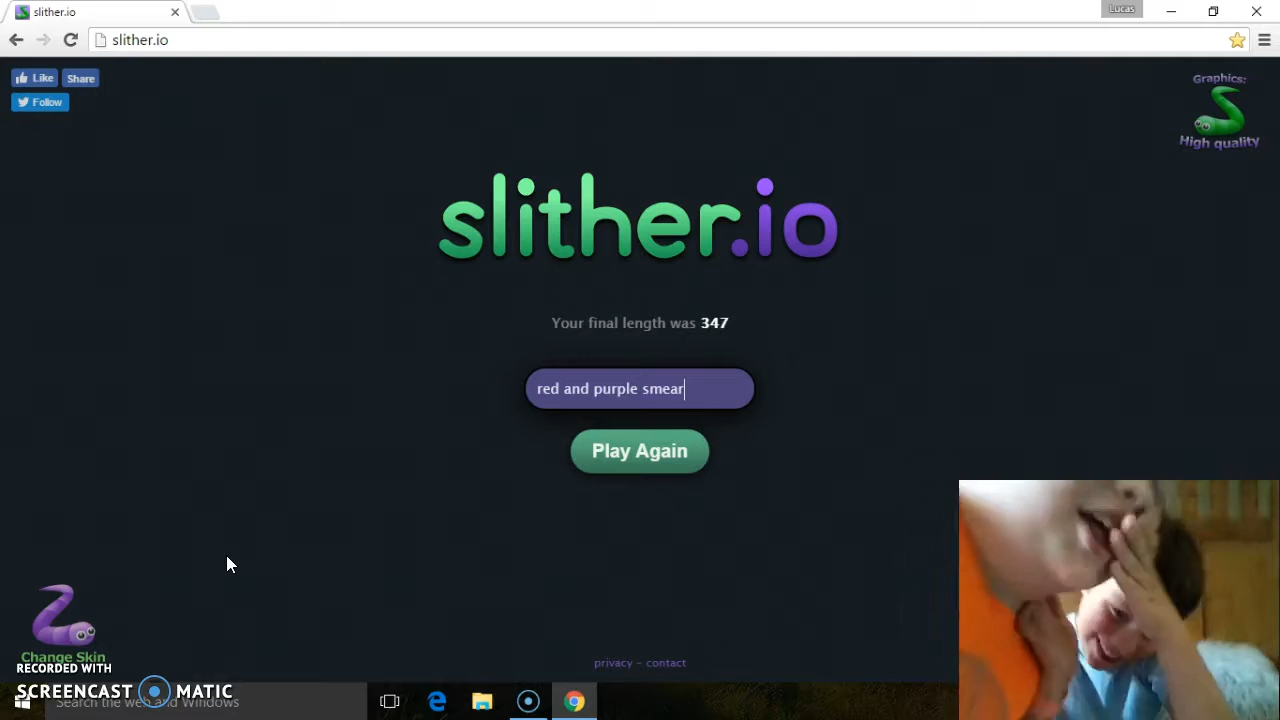 slither.io
Lucas
slither.io
Like Share
Follow
Graphics:
High quality
slither.io
Your final length was 347
red and purple smear
Play Again
Change Skin
RECORDED WITH
SCREENCAST MATIC
Search the web and Windows
privacy - contact